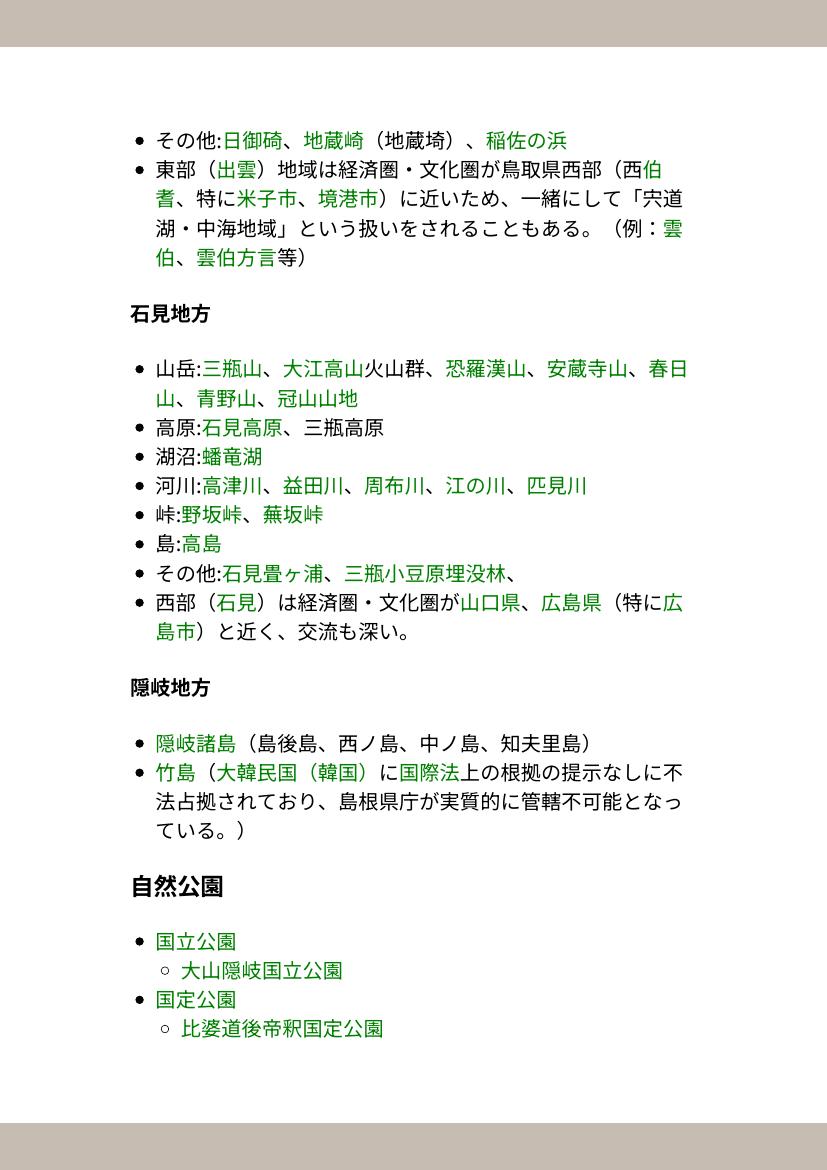 その他:日御碕、地蔵崎（地蔵埼）、稲佐の浜
東部（出雲）地域は経済圏・文化圏が鳥取県西部（西伯
耆、特に米子市、境港市）に近いため、一緒にして「宍道
湖・中海地域」という扱いをされることもある。（例：雲
伯、雲伯方言等）
石見地方
山岳:三瓶山、大江高山火山群、恐羅漢山、安蔵寺山、春日
山、青野山、冠山山地
高原:石見高原、三瓶高原
湖沼:蟠竜湖
河川:高津川、益田川、周布川、江の川、匹見川
峠:野坂峠、蕪坂峠
島:高島
その他:石見畳ヶ浦、三瓶小豆原埋没林、
西部（石見）は経済圏・文化圏が山口県、広島県（特に広
島市）と近く、交流も深い。
隠岐地方
隠岐諸島（島後島、西ノ島、中ノ島、知夫里島）
竹島（大韓民国（韓国）に国際法上の根拠の提示なしに不
法占拠されており、島根県庁が実質的に管轄不可能となっ
ている。）
自然公園
国立公園
大山隠岐国立公園
国定公園
比婆道後帝釈国定公園